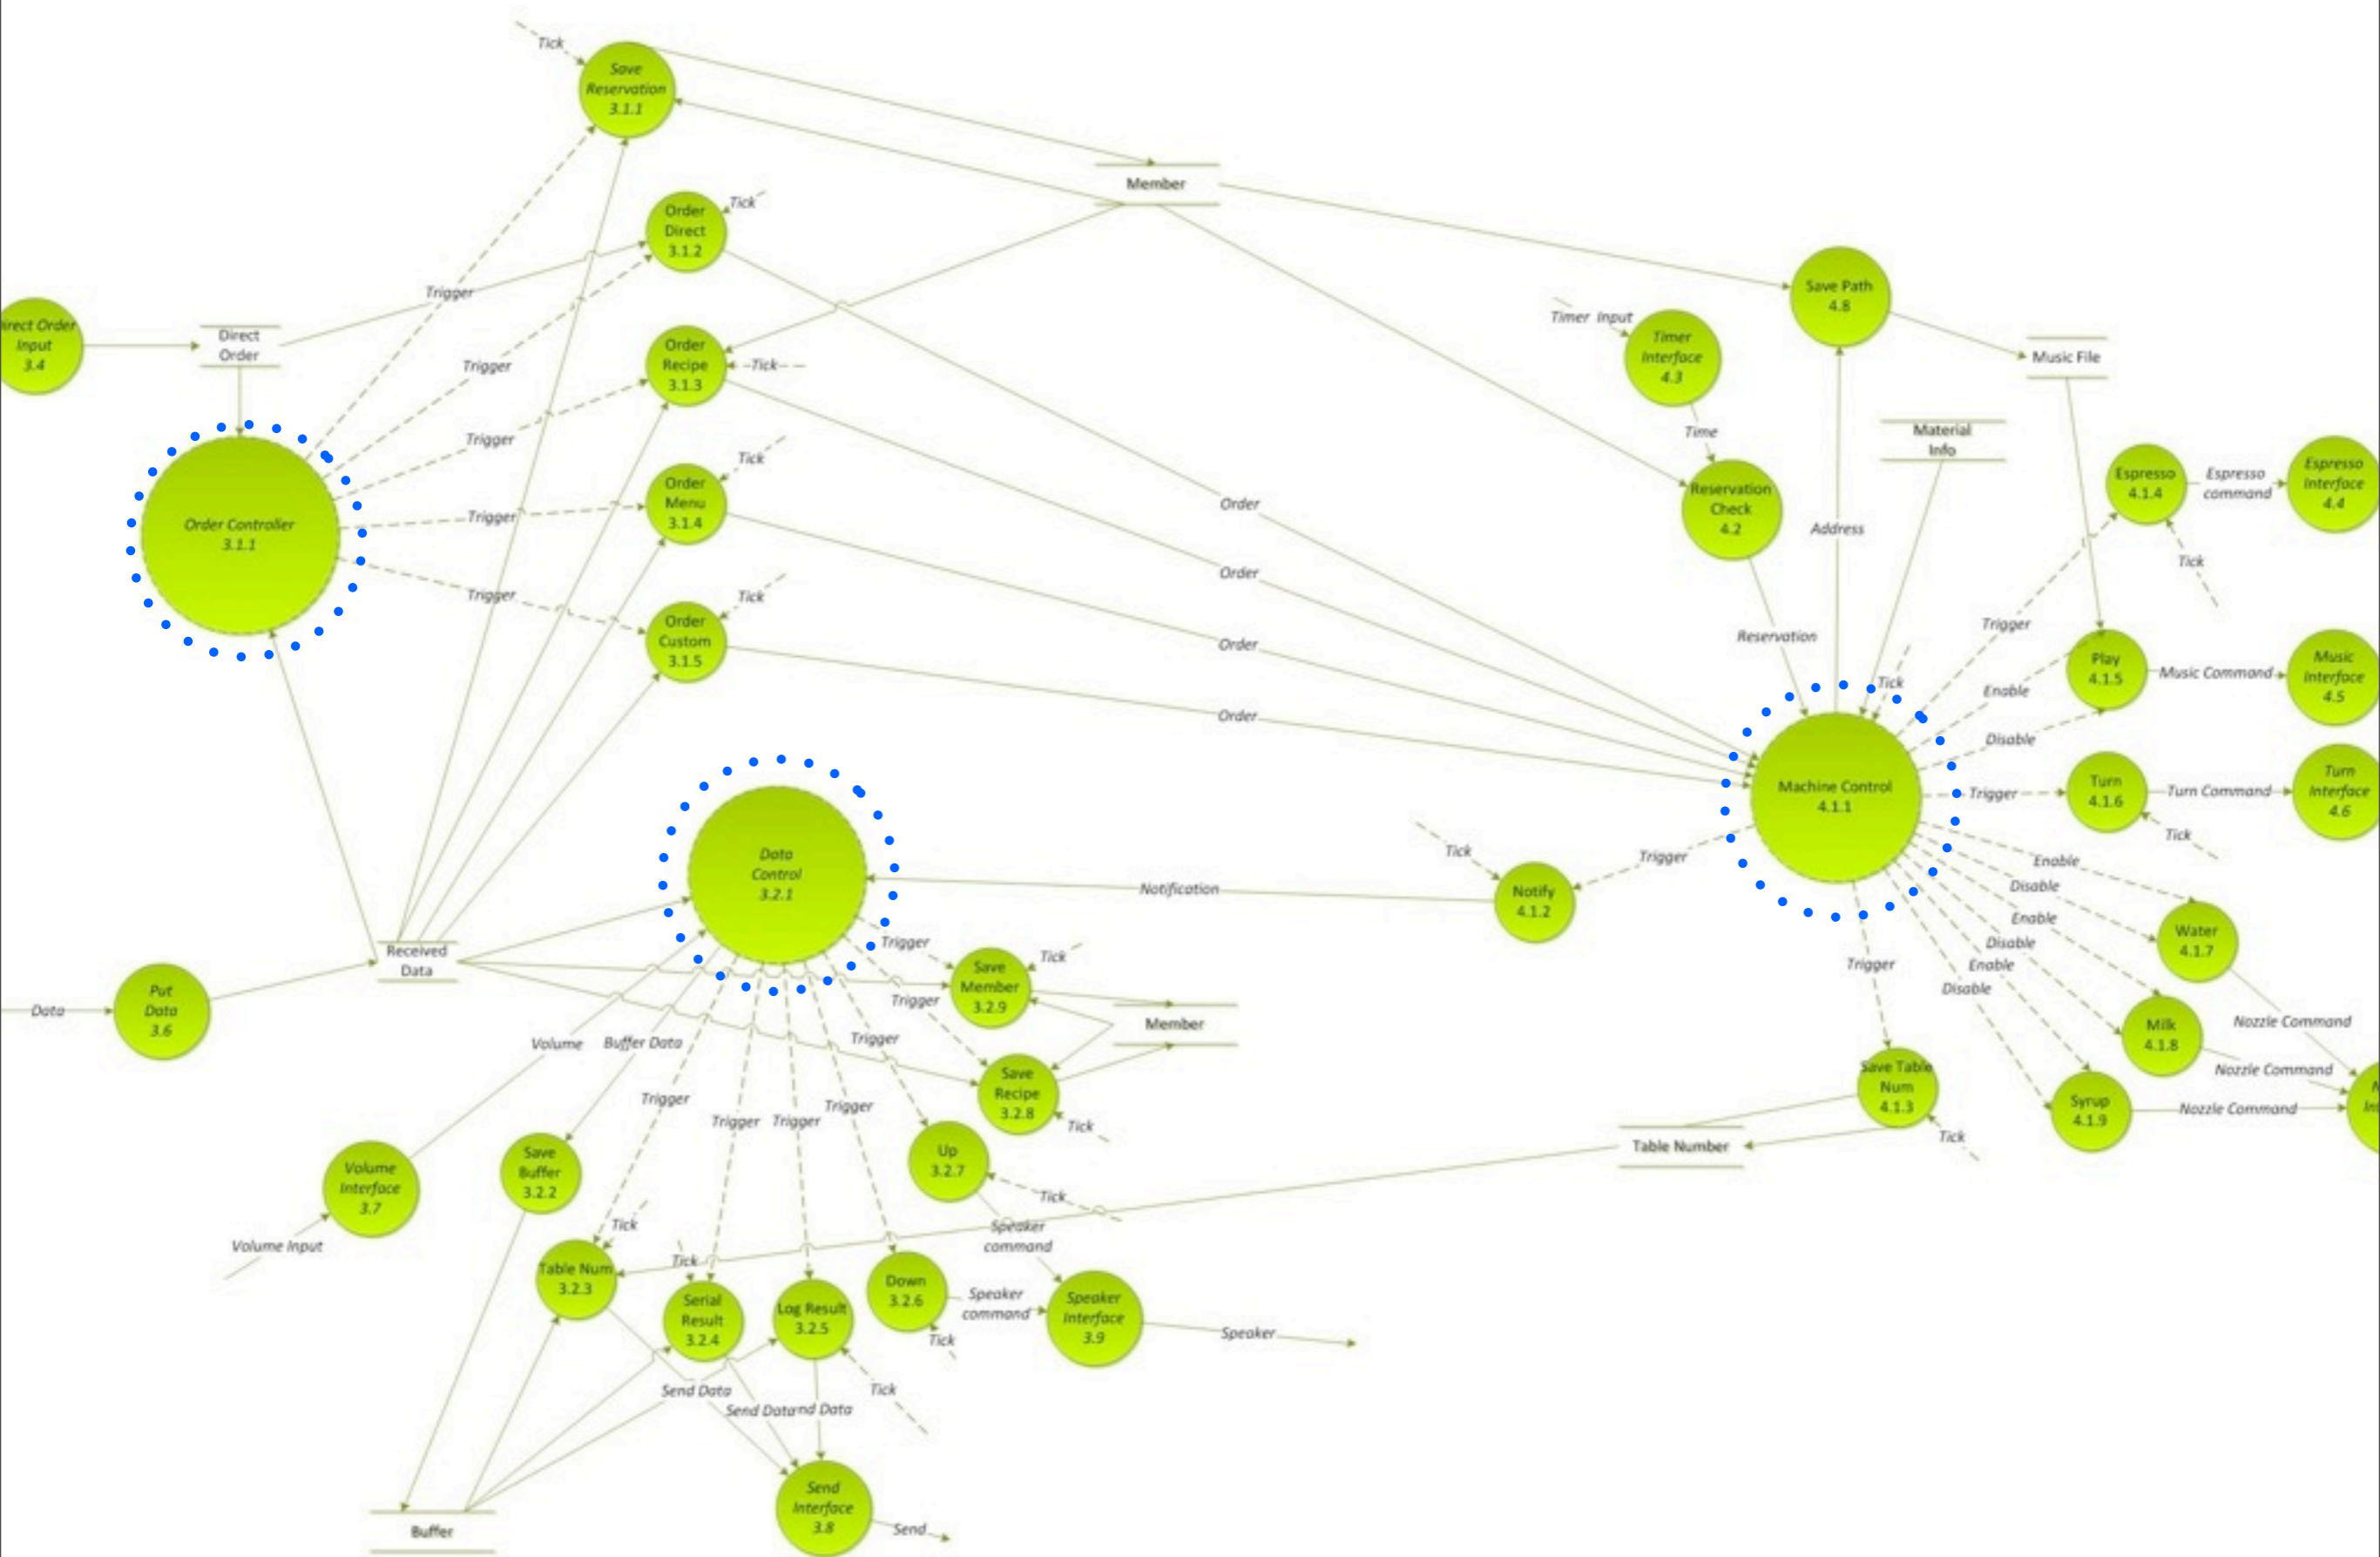 Tick
Save
Reservation
3.1.1
Member
Order
Direct
3.1.2
Tick
Trigger
Direct Order
Input
3.4
Direct
Order
Trigger
Order
Recipe
3.1.3
Tick
Trigger
Order
Menu
3.1.4
Tick
Trigger
Order Controller
3.1.1
Trigger
Order
Custom
3.1.5
Tick
Order
Order
Order
Order
Save Path
4.8
Timer Input
Timer
Interface
4.3
Time
Music File
Material
Info
Reservation
Check
4.2
Address
Reservation
Espresso
4.1.4
Espresso
command
Espresso
Interface
4.4
Tick
Trigger
Tick
Enable
Play
4.1.5
Music Command
Music
Interface
4.5
Disable
Machine Control
4.1.1
Trigger
Turn
4.1.6
Turn Command
Turn
Interface
4.6
Tick
Enable
Disable
Enable
Disable
Enable
Disable
Water
4.1.7
Milk
4.1.8
Syrup
4.1.9
Nozzle Command
Nozzle Command
Nozzle Command
Trigger
Save Table
Num
4.1.3
Tick
Table Number
Trigger
Tick
Notify
4.1.2
Notification
Data
Control
3.2.1
Received
Data
Data
Put
Data
3.6
Trigger
Save
Member
3.2.9
Tick
Member
Trigger
Save
Recipe
3.2.8
Tick
Trigger
Volume
Buffer Data
Volume
Interface
3.7
Volume Input
Save
Buffer
3.2.2
Trigger
Trigger
Trigger
Trigger
Up
3.2.7
Tick
Speaker
command
Tick
Table Num
3.2.3
Tick
Serial
Result
3.2.4
Log Result
3.2.5
Down
3.2.6
Tick
Speaker
command
Speaker
Interface
3.9
Speaker
Send Data
Send Data
nd Data
Tick
Send
Interface
3.8
Send
Buffer